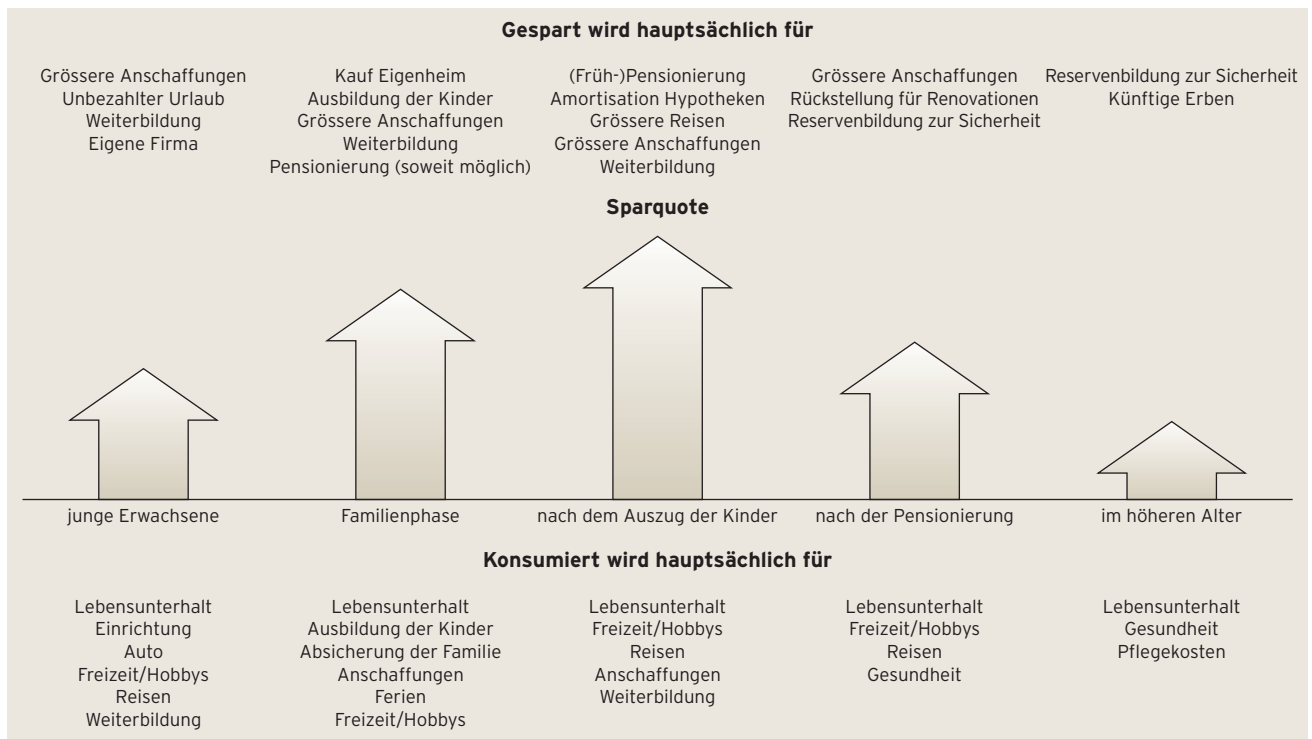 Gespart wird hauptsächlich für
Grössere Anschaffungen
Unbezahlter Urlaub
Weiterbildung
Eigene Firma
Kauf Eigenheim
Ausbildung der Kinder
Grössere Anschaffungen
Weiterbildung
Pensionierung (soweit möglich)
(Früh-)Pensionierung
Amortisation Hypotheken
Grössere Reisen
Grössere Anschaffungen
Weiterbildung
Grössere Anschaffungen
Rückstellung für Renovationen
Reservenbildung zur Sicherheit
Reservenbildung zur Sicherheit
Künftige Erben
Sparquote
junge Erwachsene
Familienphase
nach dem Auszug der Kinder
nach der Pensionierung
im höheren Alter
Konsumiert wird hauptsächlich für
Lebensunterhalt
Einrichtung
Auto
Freizeit/Hobbys
Reisen
Weiterbildung
Lebensunterhalt
Ausbildung der Kinder
Absicherung der Familie
Anschaffungen
Ferien
Freizeit/Hobbys
Lebensunterhalt
Freizeit/Hobbys
Reisen
Anschaffungen
Weiterbildung
Lebensunterhalt
Freizeit/Hobbys
Reisen
Gesundheit
Lebensunterhalt
Gesundheit
Pflegekosten